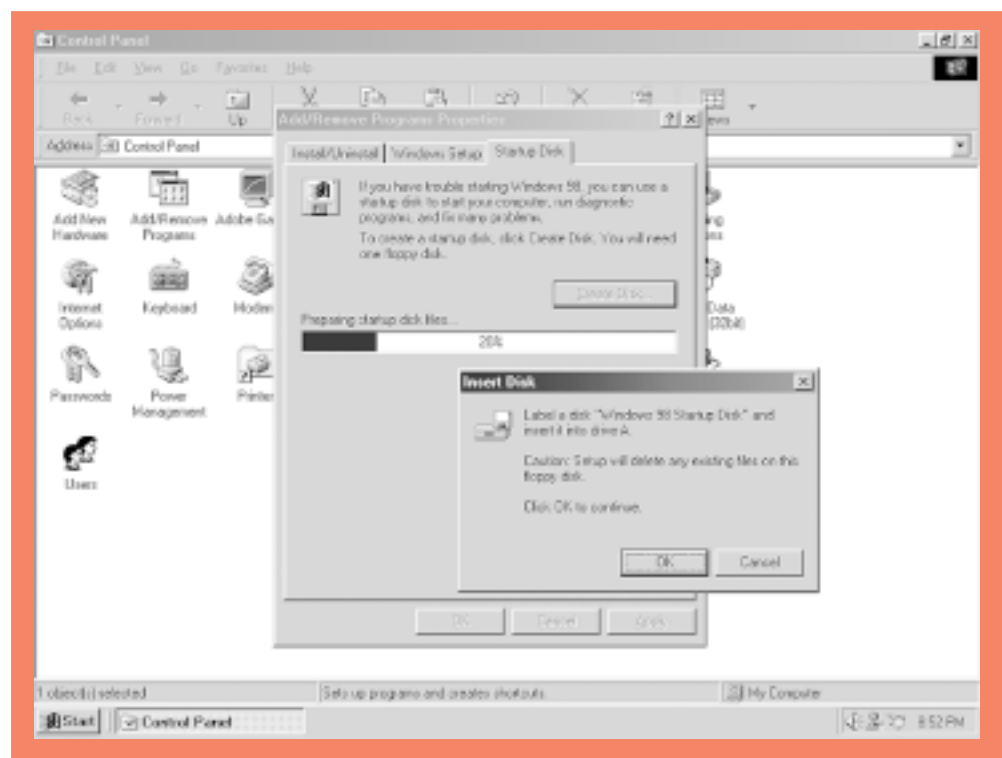 Control Panel
File Edit View Go Favorites Help
Back Forward Up
Address Control Panel
Add New
Hardware
Add/Remove
Programs
Internet
Options
Keyboard
Passwords
Power
Management
Users
Add/Remove Programs Properties
Install/Uninstall Windows Setup Startup Disk
If you have trouble starting Windows 98, you can use a
startup disk to start your computer, run diagnostic
programs, and fix many problems.
To create a startup disk, click Create Disk. You will need
one floppy disk.
Create Disk...
Preparing startup disk files...
20%
Insert Disk
Label a disk "Windows 98 Startup Disk" and
insert it into drive A.
Caution: Setup will delete any existing files on this
floppy disk.
Click OK to continue.
OK Cancel
OK Cancel Apply
Data
(32bit)
1 object(s) selected
Sets up programs and creates shortcuts.
My Computer
Start Control Panel 8:52 PM